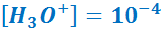 [H₃O⁺] = 10⁻⁴